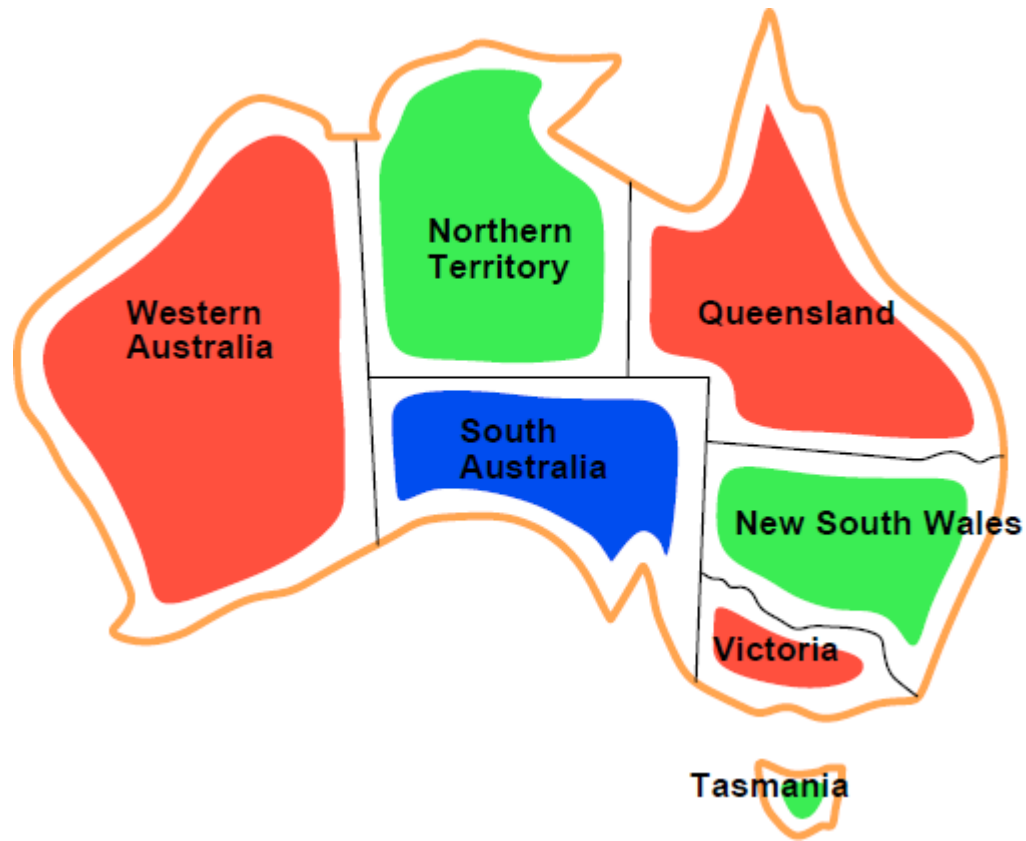 Northern
Territory
Western
Australia
Queensland
South
Australia
New South Wales
Victoria
Tasmania